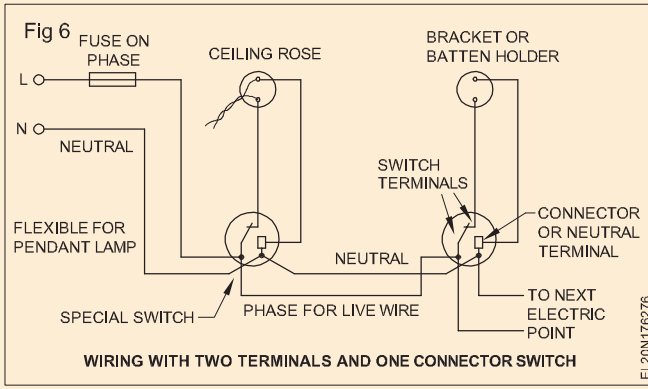 Fig 6
FUSE ON
PHASE
CEILING ROSE
BRACKET OR
BATTEN HOLDER
L
N
NEUTRAL
SWITCH
TERMINALS
FLEXIBLE FOR
PENDANT LAMP
CONNECTOR
OR NEUTRAL
TERMINAL
NEUTRAL
SPECIAL SWITCH
PHASE FOR LIVE WIRE
TO NEXT
ELECTRIC
POINT
WIRING WITH TWO TERMINALS AND ONE CONNECTOR SWITCH
EL20N176276